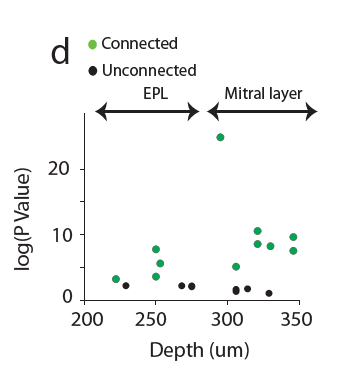 d
Connected
Unconnected
EPL Mitral layer
log(P Value)
20
10
0
200 250 300 350
Depth (um)